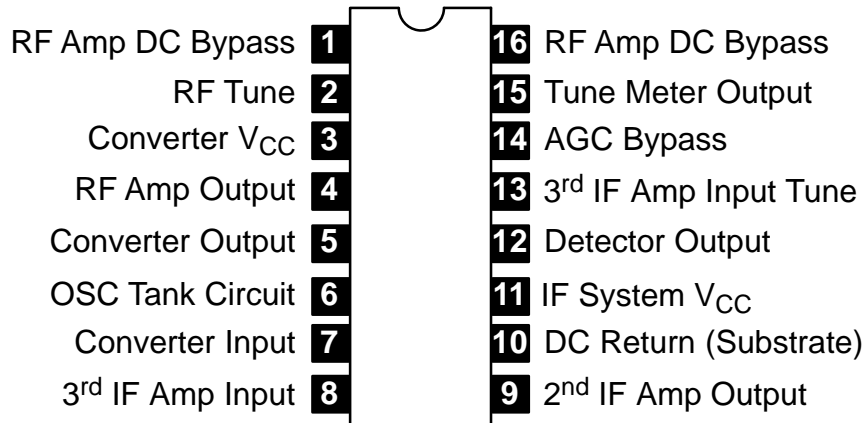 RF Amp DC Bypass 1 16 RF Amp DC Bypass
RF Tune 2 15 Tune Meter Output
Converter VCC 3 14 AGC Bypass
RF Amp Output 4 13 3rd IF Amp Input Tune
Converter Output 5 12 Detector Output
OSC Tank Circuit 6 11 IF System VCC
Converter Input 7 10 DC Return (Substrate)
3rd IF Amp Input 8 9 2nd IF Amp Output